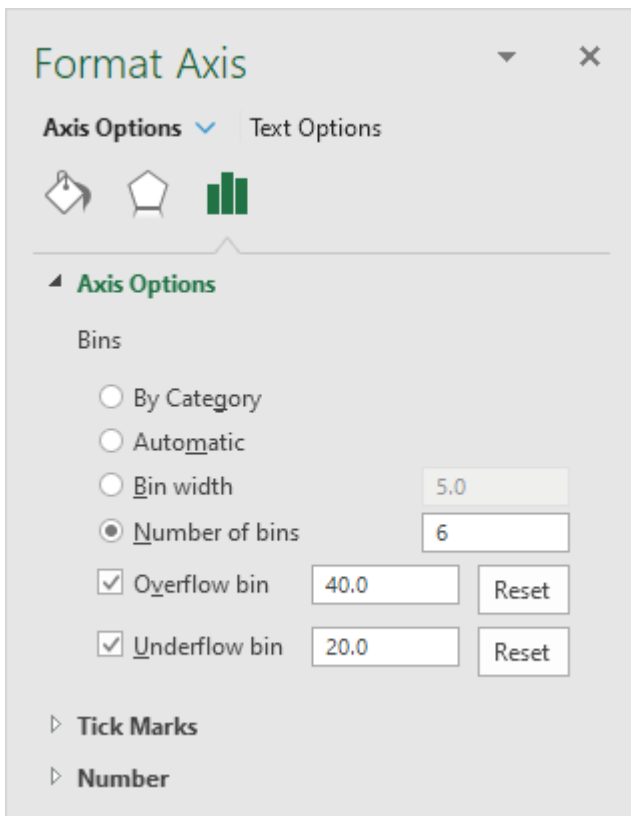 Format Axis
Axis Options Text Options
Axis Options
Bins
By Category
Automatic
Bin width 5.0
Number of bins 6
Overflow bin 40.0 Reset
Underflow bin 20.0 Reset
Tick Marks
Number